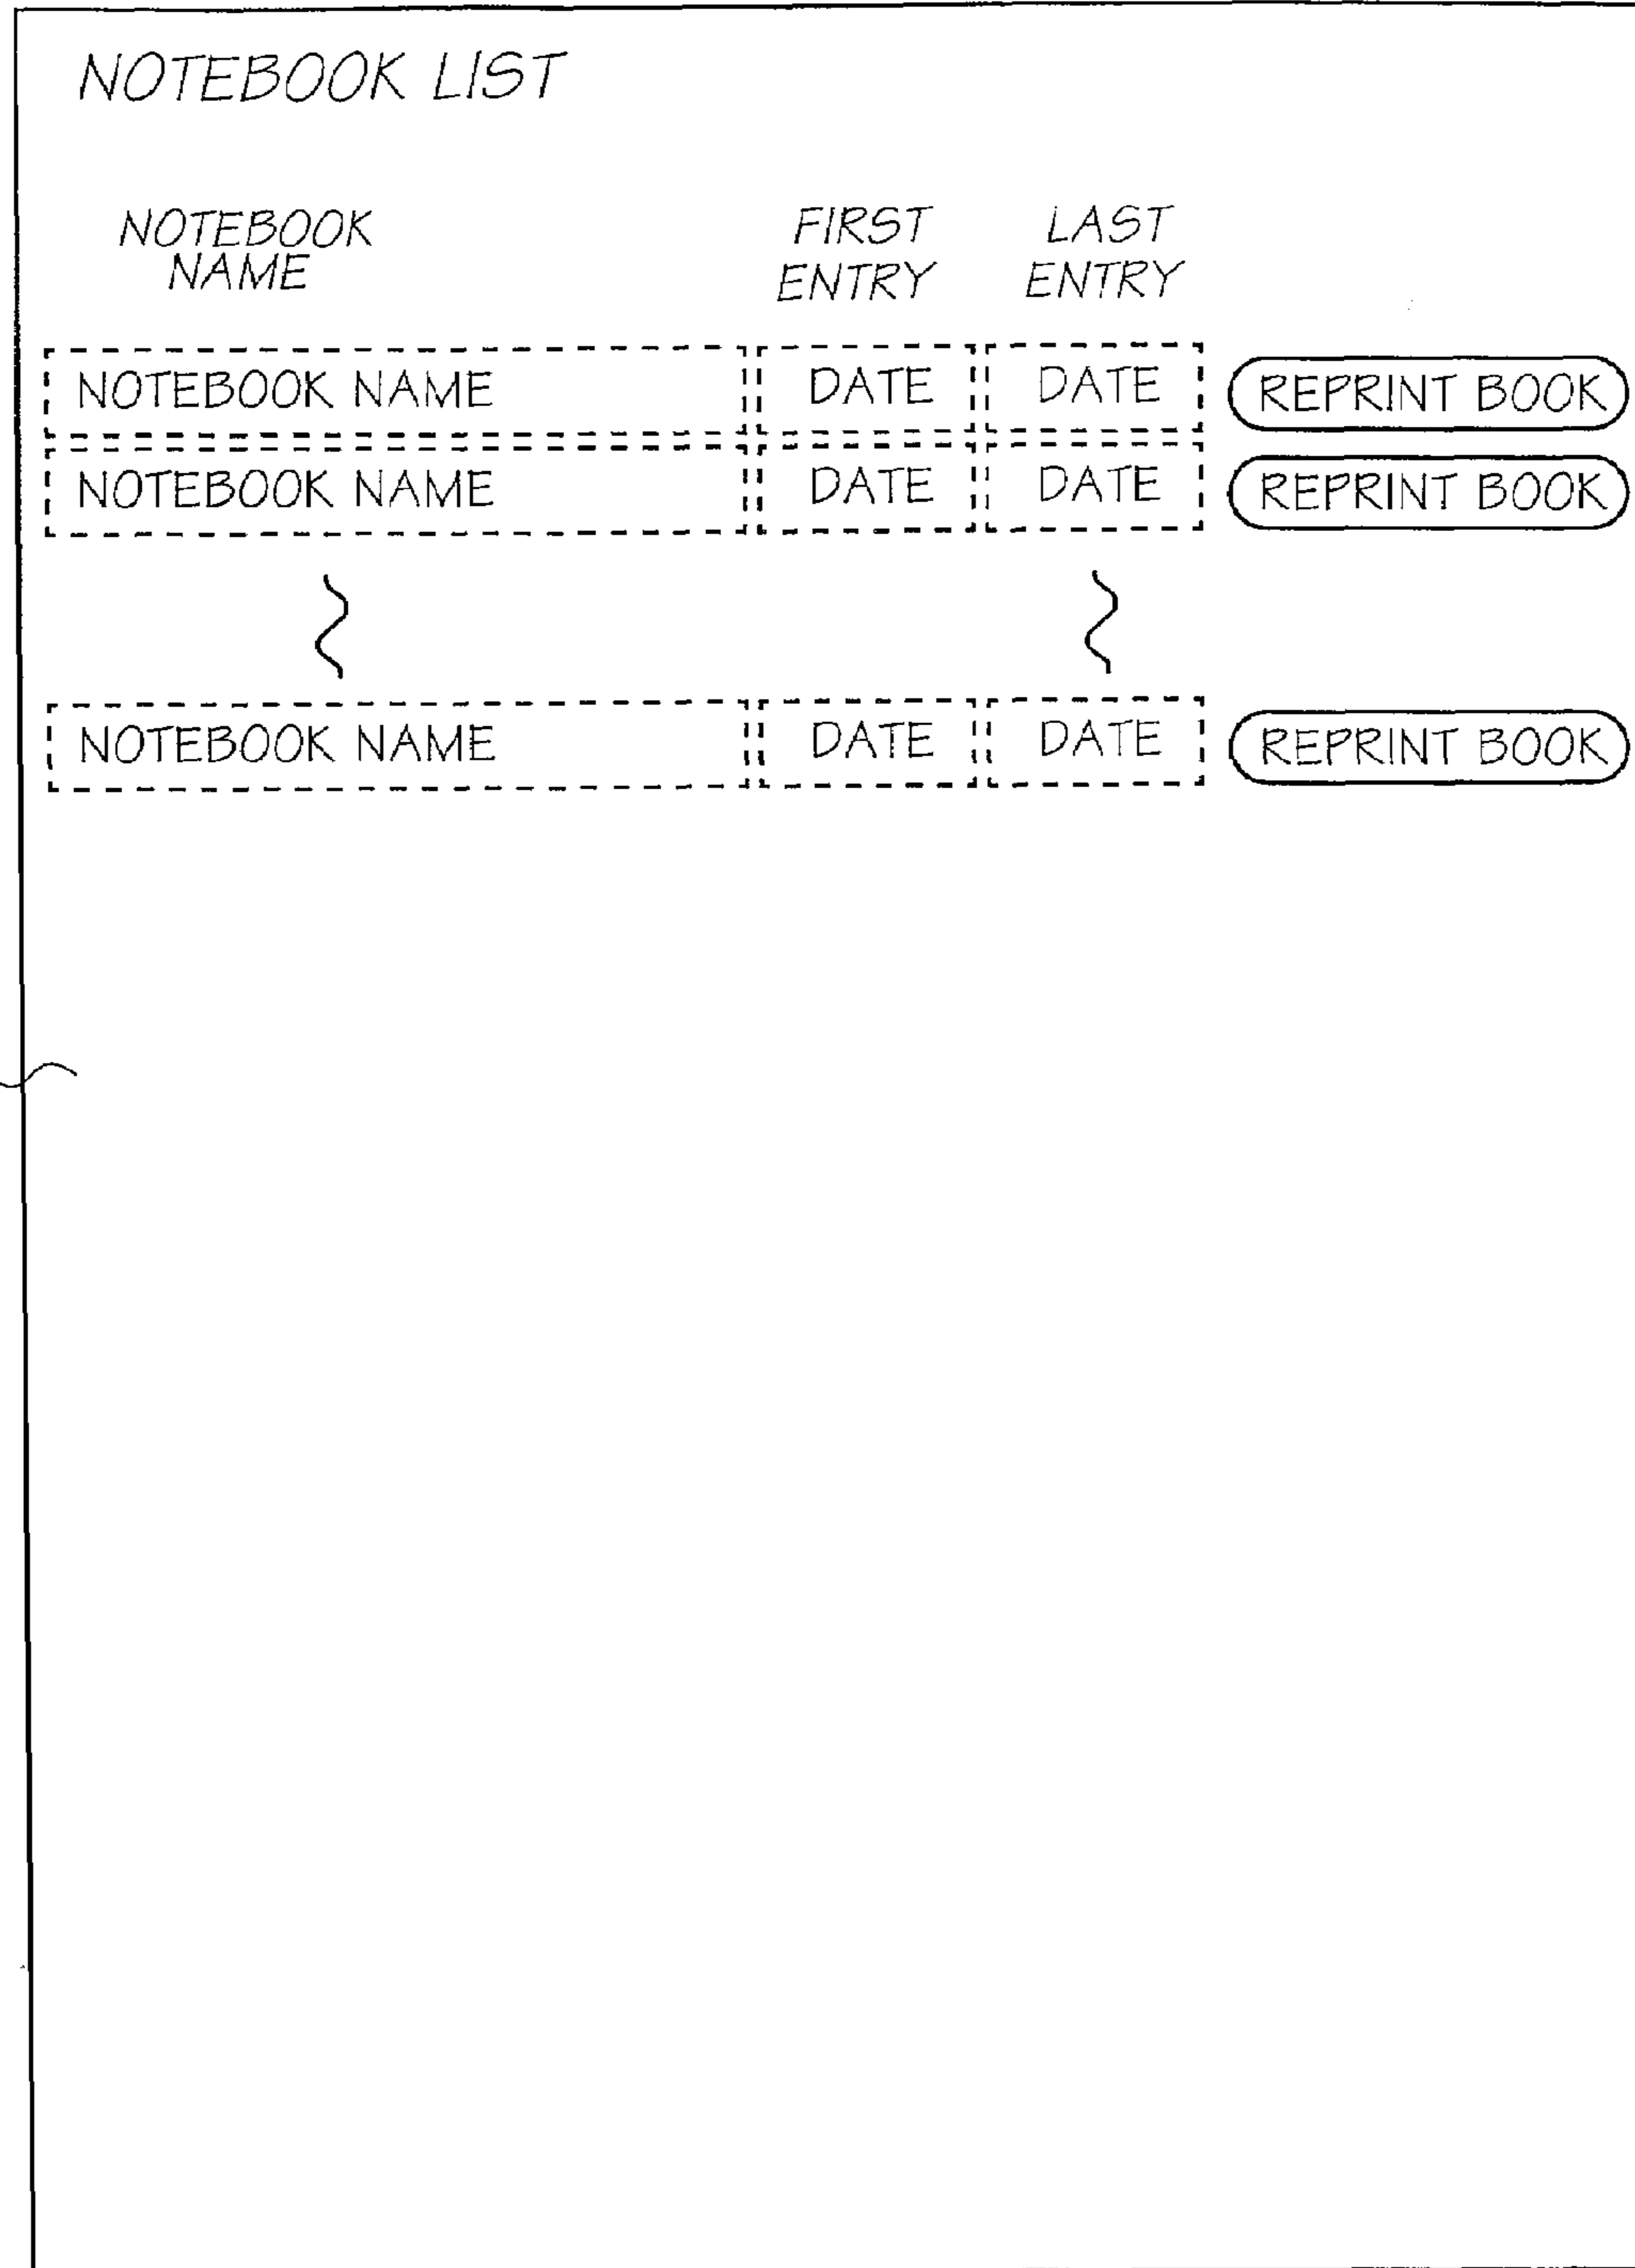 NOTEBOOK LIST
NOTEBOOK NAME FIRST ENTRY LAST ENTRY
NOTEBOOK NAME DATE DATE REPRINT BOOK
NOTEBOOK NAME DATE DATE REPRINT BOOK
NOTEBOOK NAME DATE DATE REPRINT BOOK